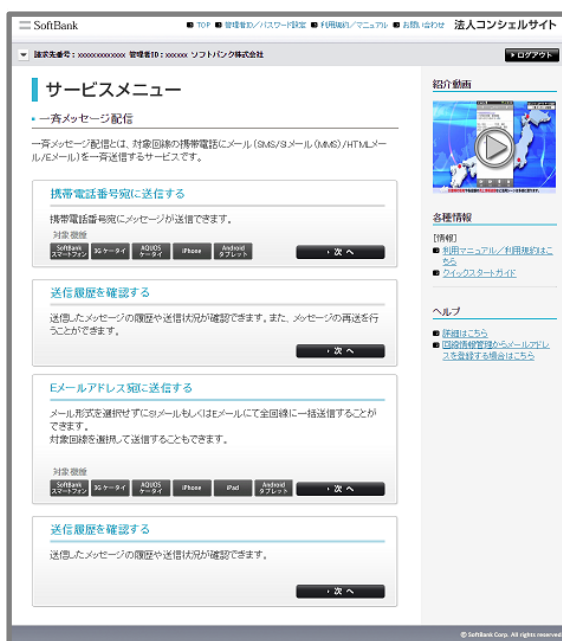 SoftBank
TOP 管理者ID/パスワード設定 利用規約/マニュアル お問い合わせ 法人コンシェルサイト
請求先番号：xxxxxxxxxxxx 管理者ID：xxxxxx ソフトバンク株式会社
ログアウト
サービスメニュー
一斉メッセージ配信
一斉メッセージ配信とは、対象回線の携帯電話にメール(SMS/S!メール(MMS)/HTMLメー
ル/Eメール)を一斉送信するサービスです。
携帯電話番号宛に送信する
携帯電話番号宛にメッセージが送信できます。
対象機種
SoftBank スマートフォン 3G ケータイ AQUOS ケータイ iPhone Android タブレット
次へ
送信履歴を確認する
送信したメッセージの履歴や送信状況が確認できます。また、メッセージの再送を行
うことができます。
次へ
Eメールアドレス宛に送信する
メール形式を選択せずにS!メールもしくはEメールにて全回線に一括送信することが
できます。
対象回線を選択して送信することもできます。
対象機種
SoftBank スマートフォン 3G ケータイ AQUOS ケータイ iPhone iPad Android タブレット
次へ
送信履歴を確認する
送信したメッセージの履歴や送信状況が確認できます。
次へ
紹介動画
各種情報
[情報]
利用マニュアル/利用規約はこ
ちら
クイックスタートガイド
ヘルプ
詳細はこちら
回線情報管理からメールアドレ
スを登録する場合はこちら
© SoftBank Corp. All rights reserved